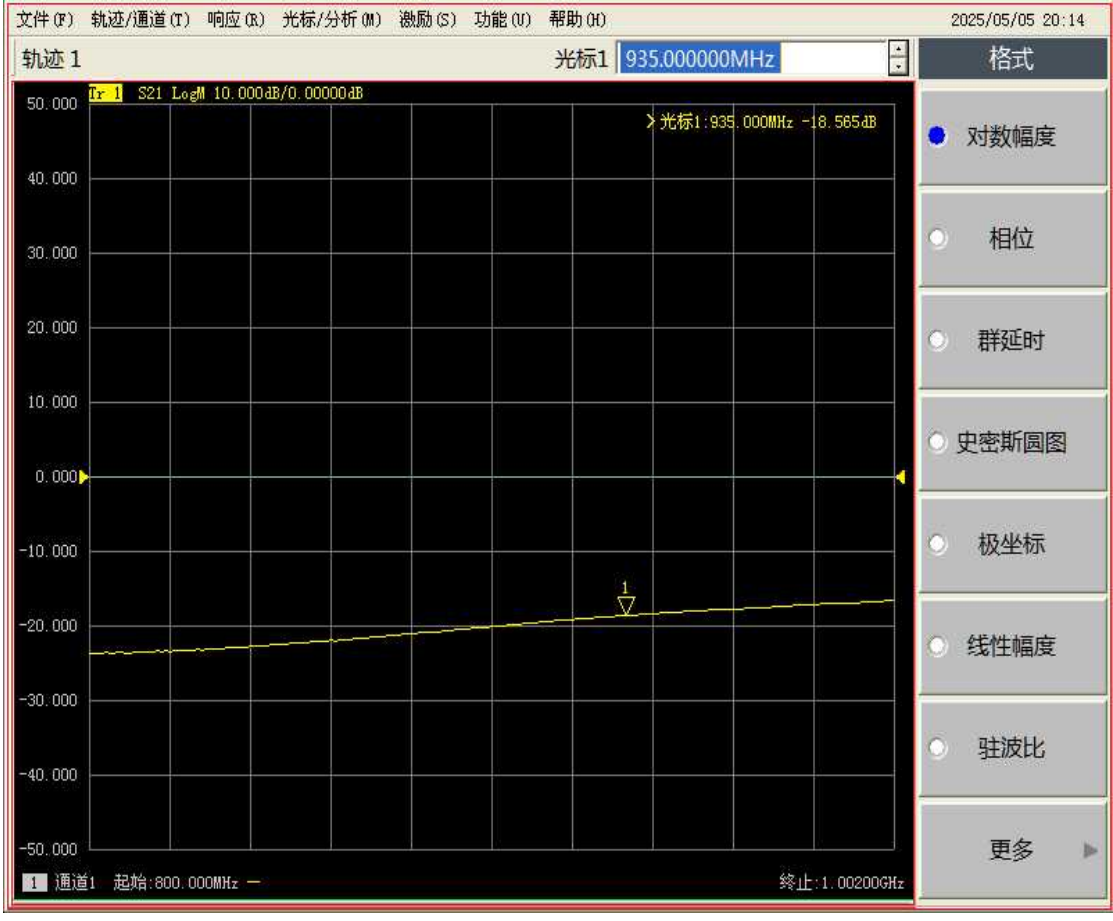 文件(F) 轨迹/通道(T) 响应(R) 光标/分析(M) 激励(S) 功能(U) 帮助(H) 2025/05/05 20:14
轨迹 1 光标1 935.000000MHz 格式
Tr 1 S21 LogM 10.000dB/0.00000dB
>光标1:935.000MHz -18.565dB
50.000
40.000
30.000
20.000
10.000
0.000
-10.000
1
-20.000
-30.000
-40.000
-50.000
1 通道1 起始:800.000MHz 终止:1.00200GHz
对数幅度
相位
群延时
史密斯圆图
极坐标
线性幅度
驻波比
更多